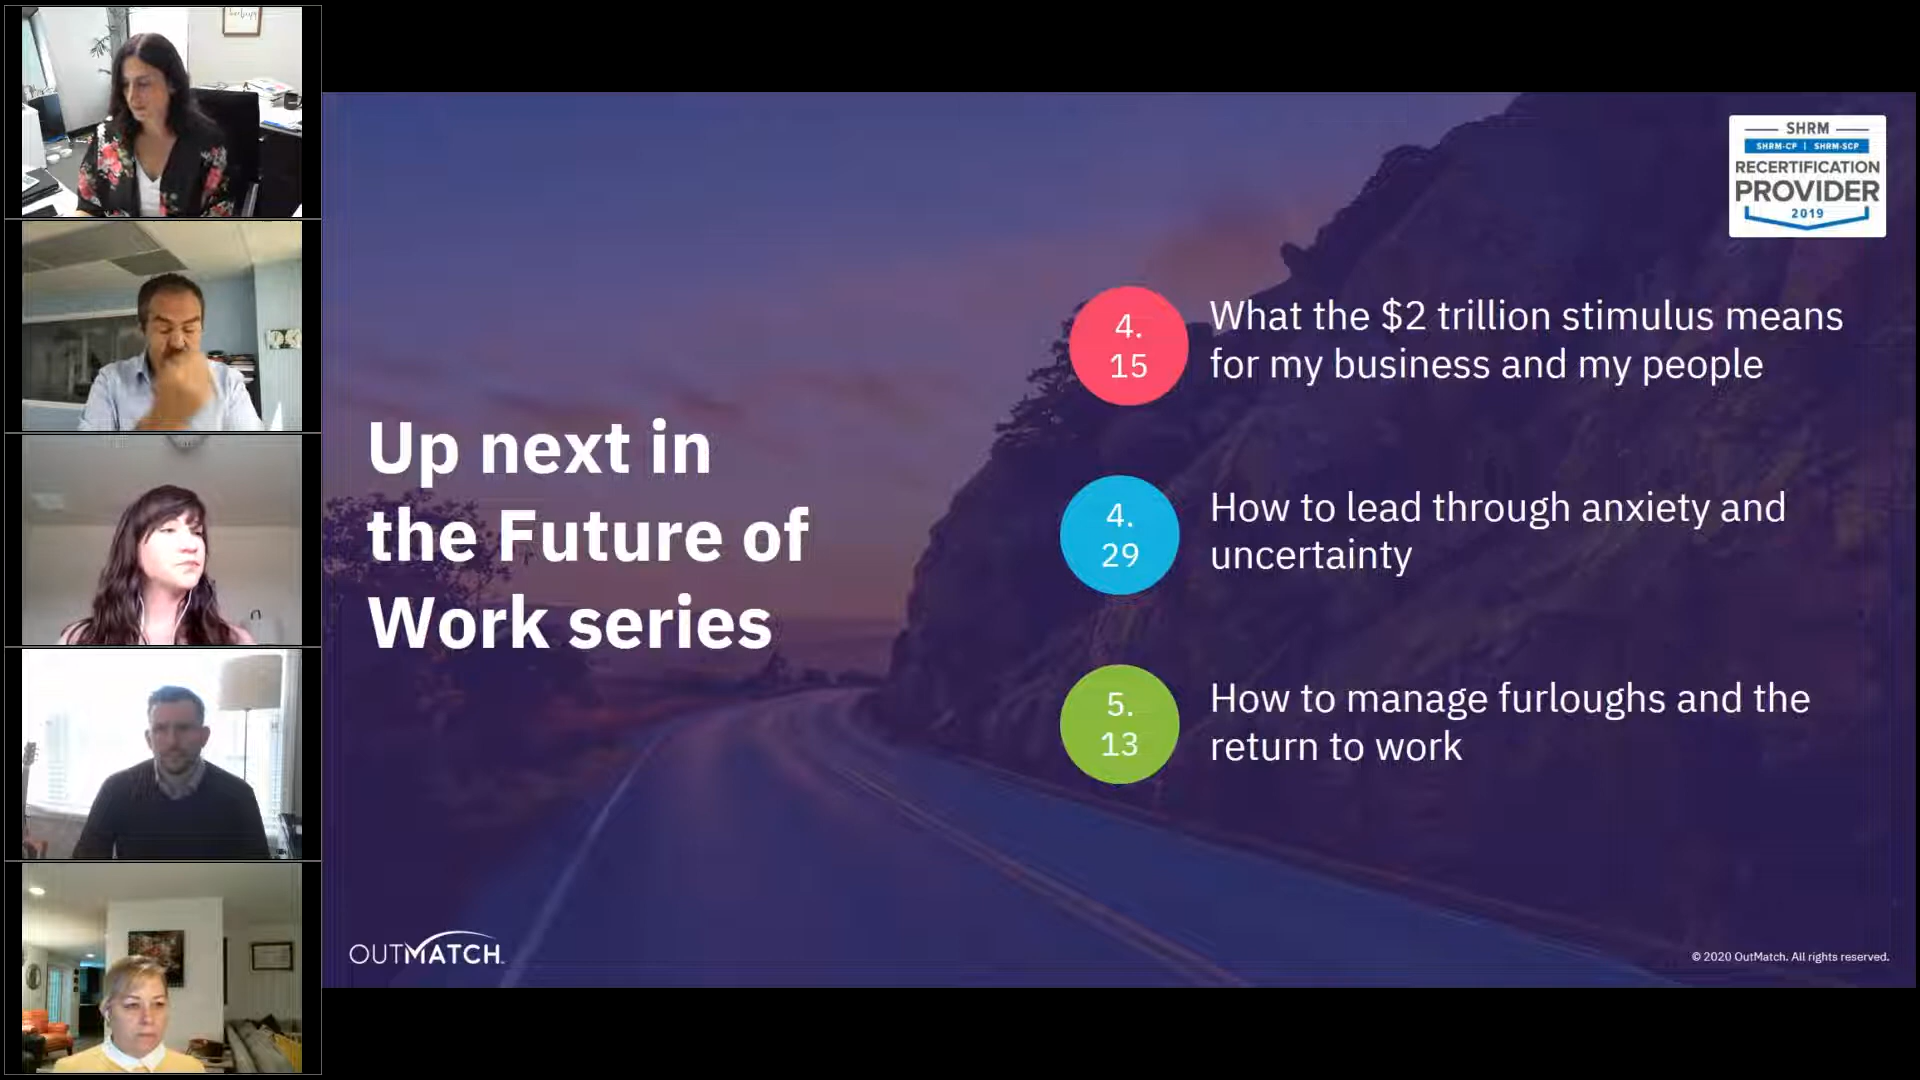 Up next in
the Future of
Work series
SHRM
SHRM-CP | SHRM-SCP
RECERTIFICATION
PROVIDER
2019
4.
15
What the $2 trillion stimulus means
for my business and my people
4.
29
How to lead through anxiety and
uncertainty
5.
13
How to manage furloughs and the
return to work
OUTMATCH
© 2020 OutMatch. All rights reserved.